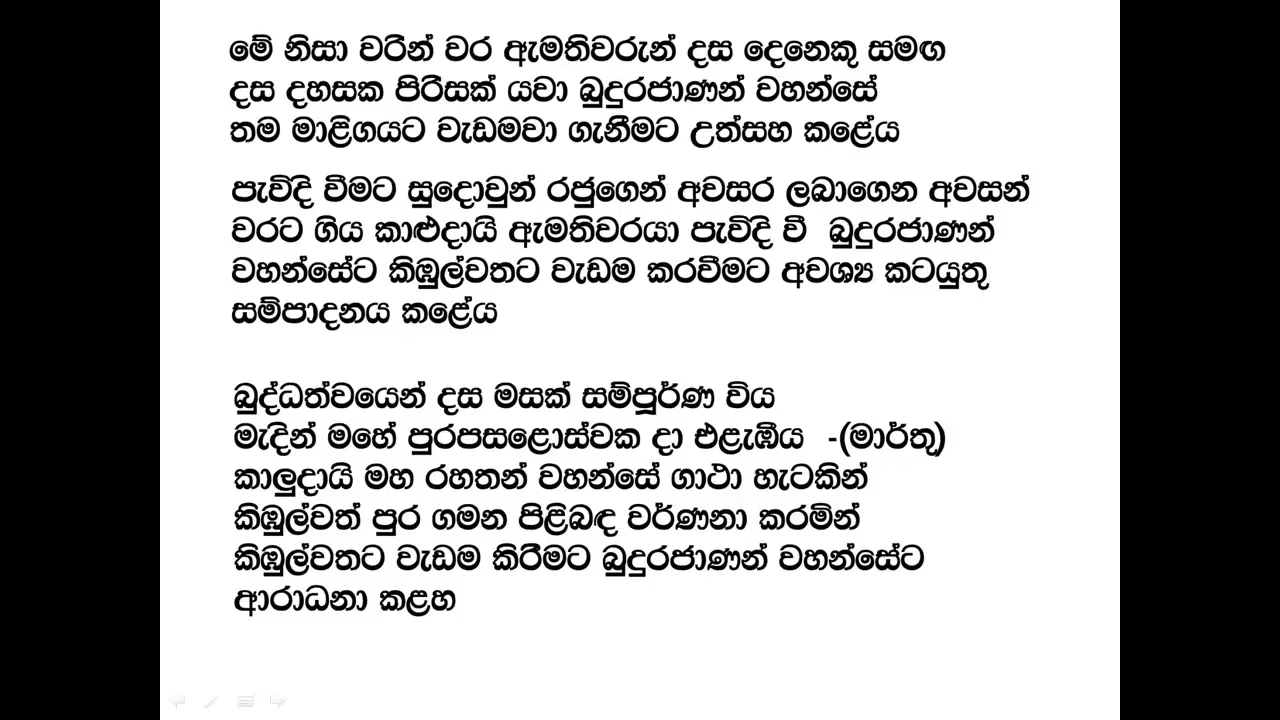 මේ නිසා වරින් වර ඇමතිවරුන් දස දෙනෙකු සමඟ
දස දහසක පිරිසක් යවා බුදුරජාණන් වහන්සේ
තම මාළිගයට වැඩමවා ගැනීමට උත්සහ කළේය
පැවිදි වීමට සුදොවුන් රජුගෙන් අවසර ලබාගෙන අවසන්
වරට ගිය කාළුදායි ඇමතිවරයා පැවිදි වී බුදුරජාණන්
වහන්සේට කිඹුල්වතට වැඩම කරවීමට අවශ්‍ය කටයුතු
සම්පාදනය කළේය
බුද්ධත්වයෙන් දස මසක් සම්පූර්ණ විය
මැදින් මහේ පුරපසළොස්වක දා එළැඹීය -(මාර්තු)
කාලුදායි මහ රහතන් වහන්සේ ගාථා හැටකින්
කිඹුල්වත් පුර ගමන පිළිබඳ වර්ණනා කරමින්
කිඹුල්වතට වැඩම කිරීමට බුදුරජාණන් වහන්සේට
ආරාධනා කළහ